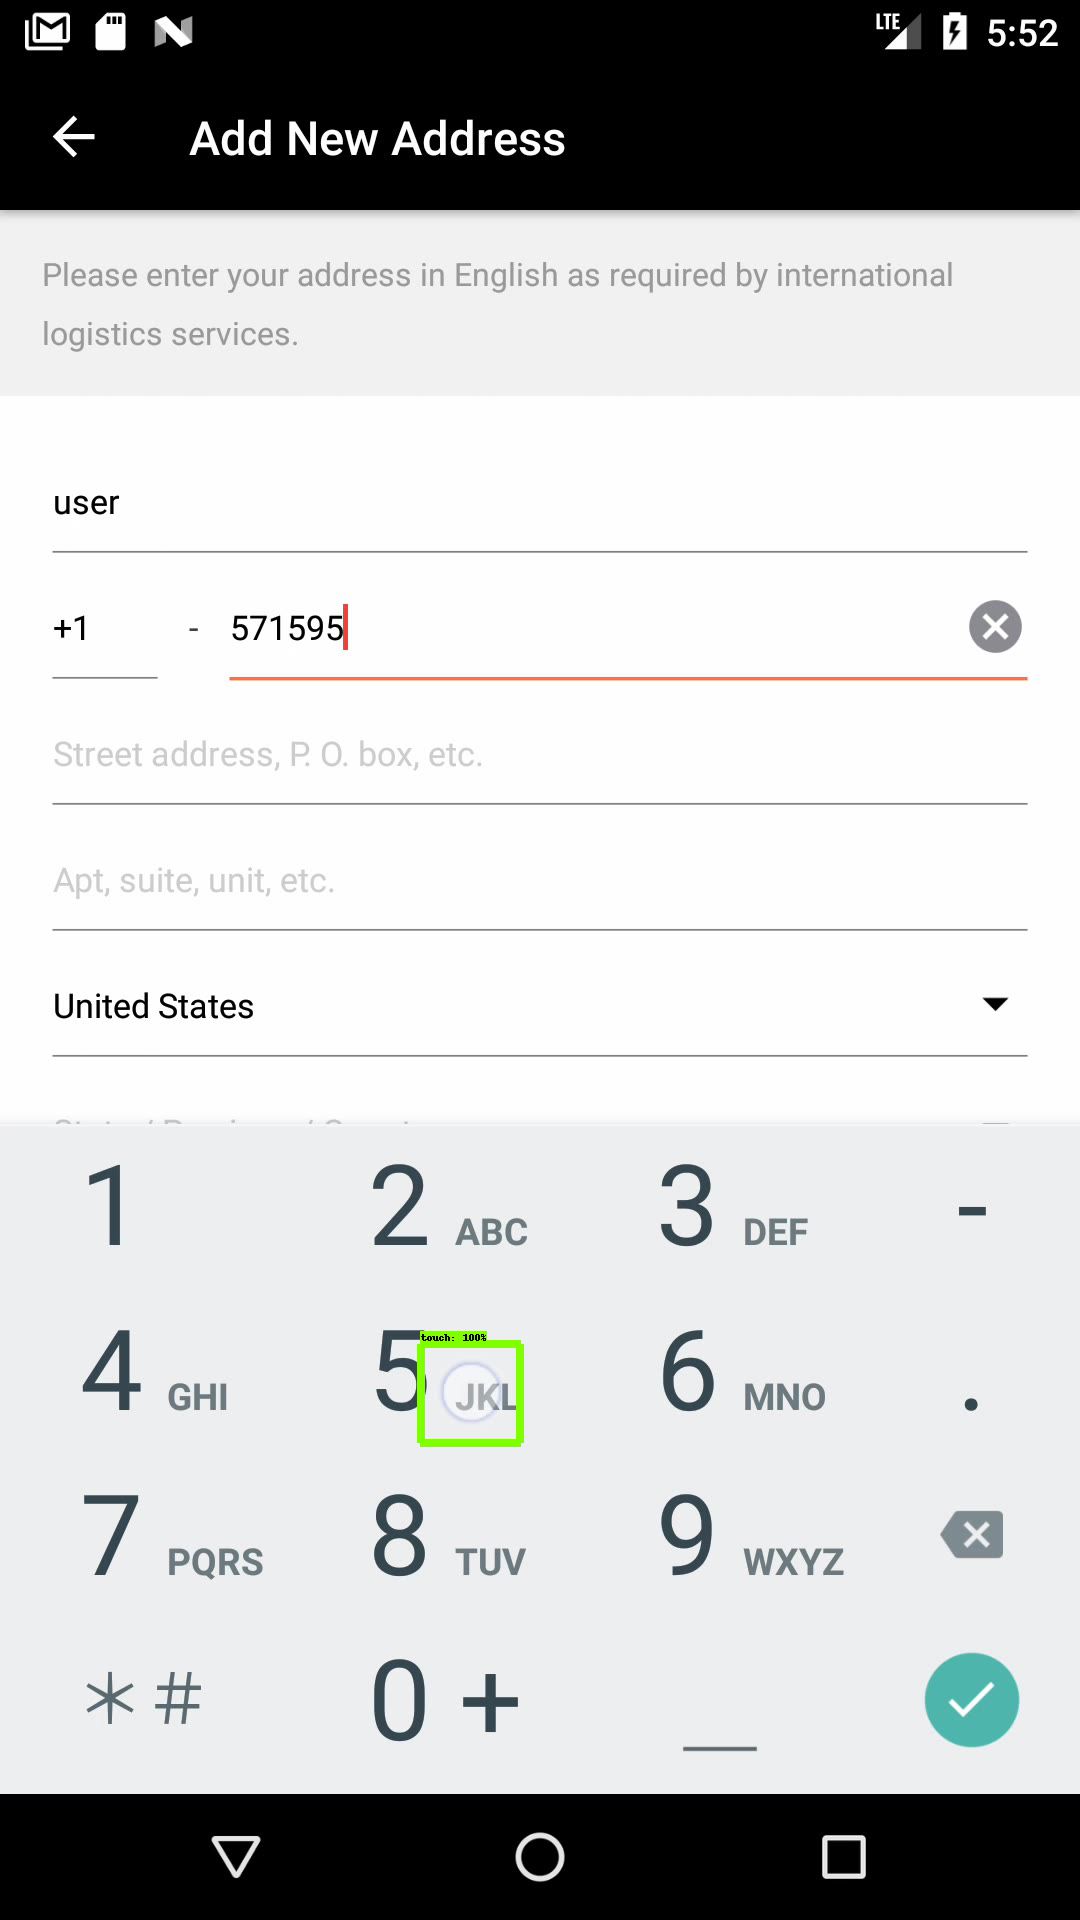 LTE 5:52
Add New Address
Please enter your address in English as required by international
logistics services.
user
+1 - 571595
Street address, P. O. box, etc.
Apt, suite, unit, etc.
United States
1 2 ABC 3 DEF -
touch: 100%
4 GHI 5 JKL 6 MNO .
7 PQRS 8 TUV 9 WXYZ
* # 0 +